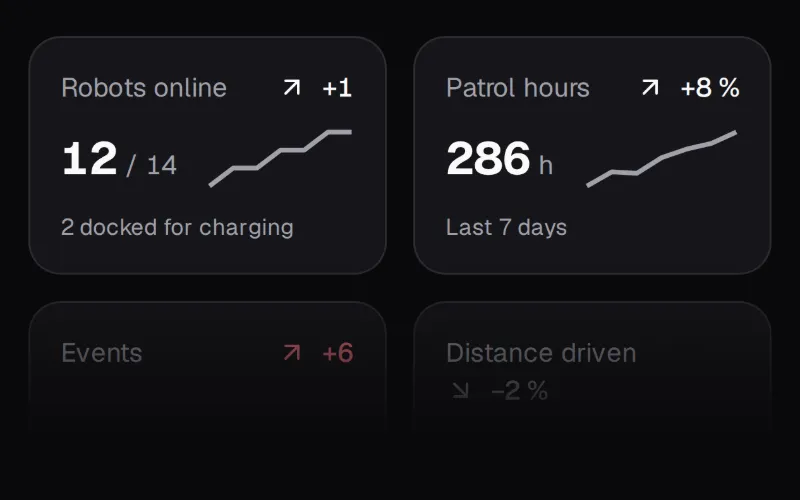 Robots online ↗ +1
12 / 14
2 docked for charging
Patrol hours ↗ +8 %
286 h
Last 7 days
Events ↗ +6
Distance driven
↘ −2 %